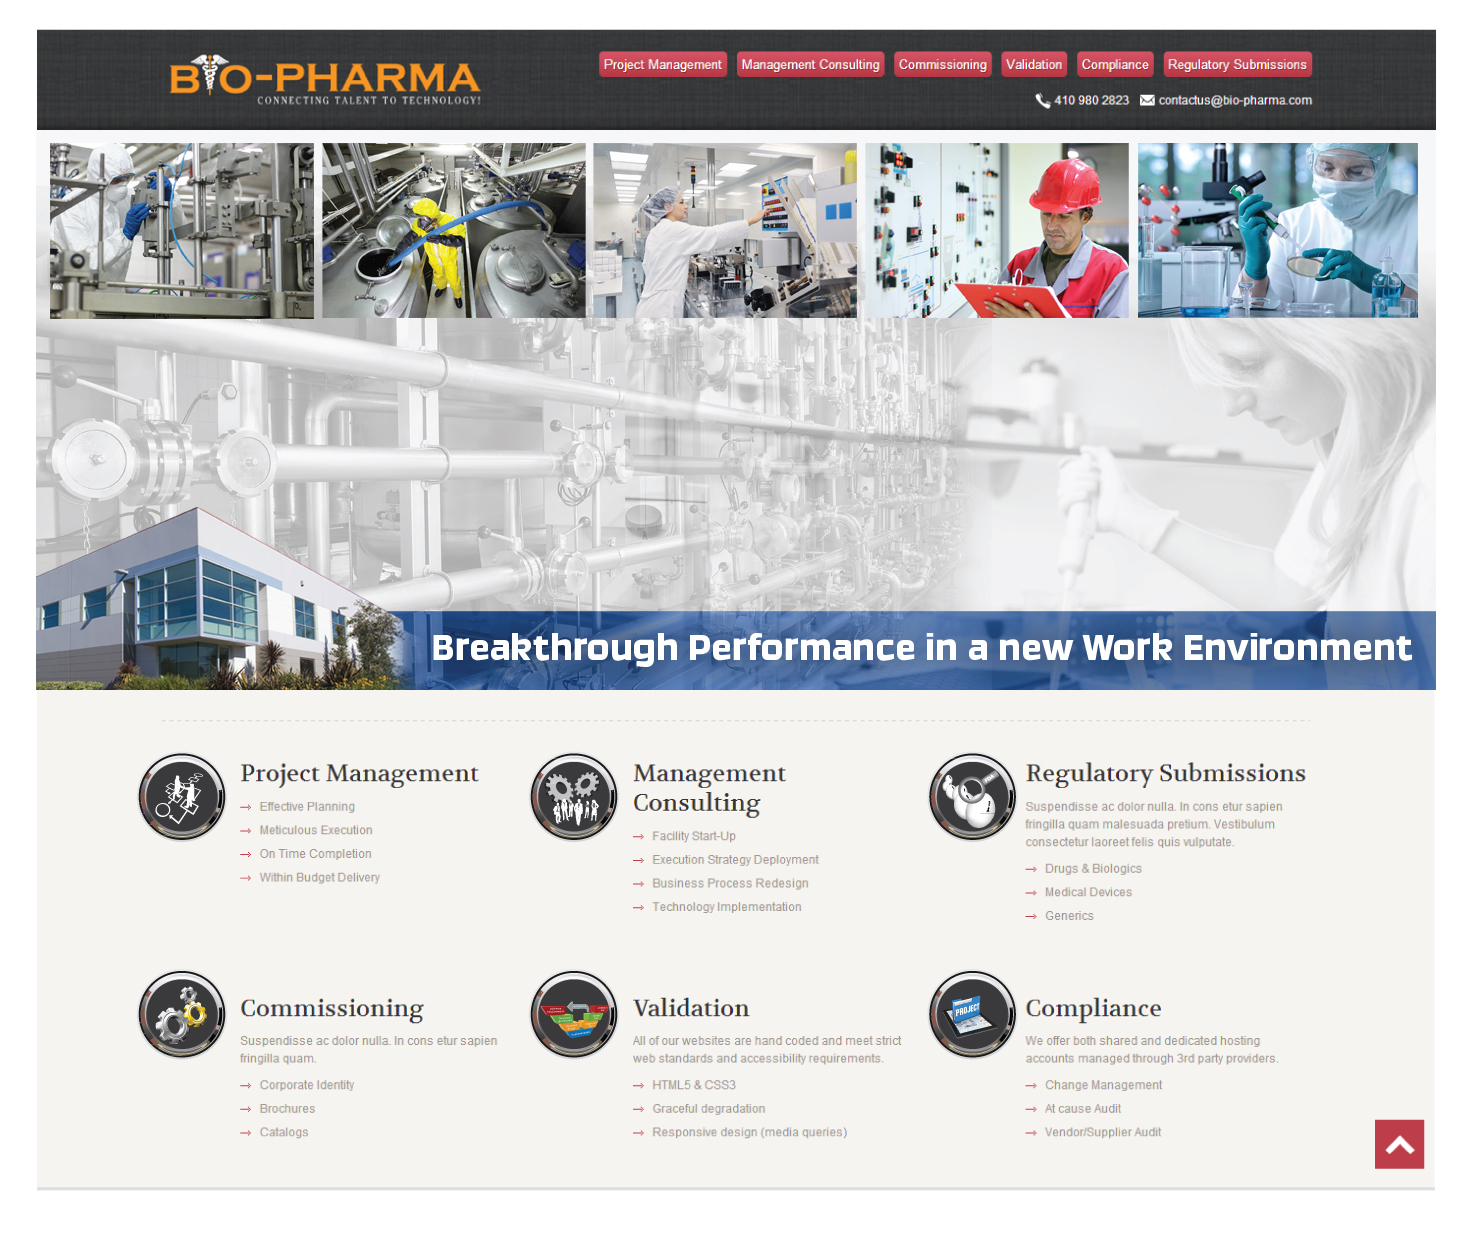 BIO-PHARMA
CONNECTING TALENT TO TECHNOLOGY!
Project Management Management Consulting Commissioning Validation Compliance Regulatory Submissions
410 980 2823 contactus@bio-pharma.com
Breakthrough Performance in a new Work Environment
Project Management
Effective Planning
Meticulous Execution
On Time Completion
Within Budget Delivery
Management
Consulting
Facility Start-Up
Execution Strategy Deployment
Business Process Redesign
Technology Implementation
Regulatory Submissions
Suspendisse ac dolor nulla. In cons etur sapien
fringilla quam malesuada pretium. Vestibulum
consectetur laoreet felis quis vulputate.
Drugs & Biologics
Medical Devices
Generics
Commissioning
Suspendisse ac dolor nulla. In cons etur sapien
fringilla quam.
Corporate Identity
Brochures
Catalogs
Validation
All of our websites are hand coded and meet strict
web standards and accessibility requirements.
HTML5 & CSS3
Graceful degradation
Responsive design (media queries)
PROJECT
Compliance
We offer both shared and dedicated hosting
accounts managed through 3rd party providers.
Change Management
At cause Audit
Vendor/Supplier Audit